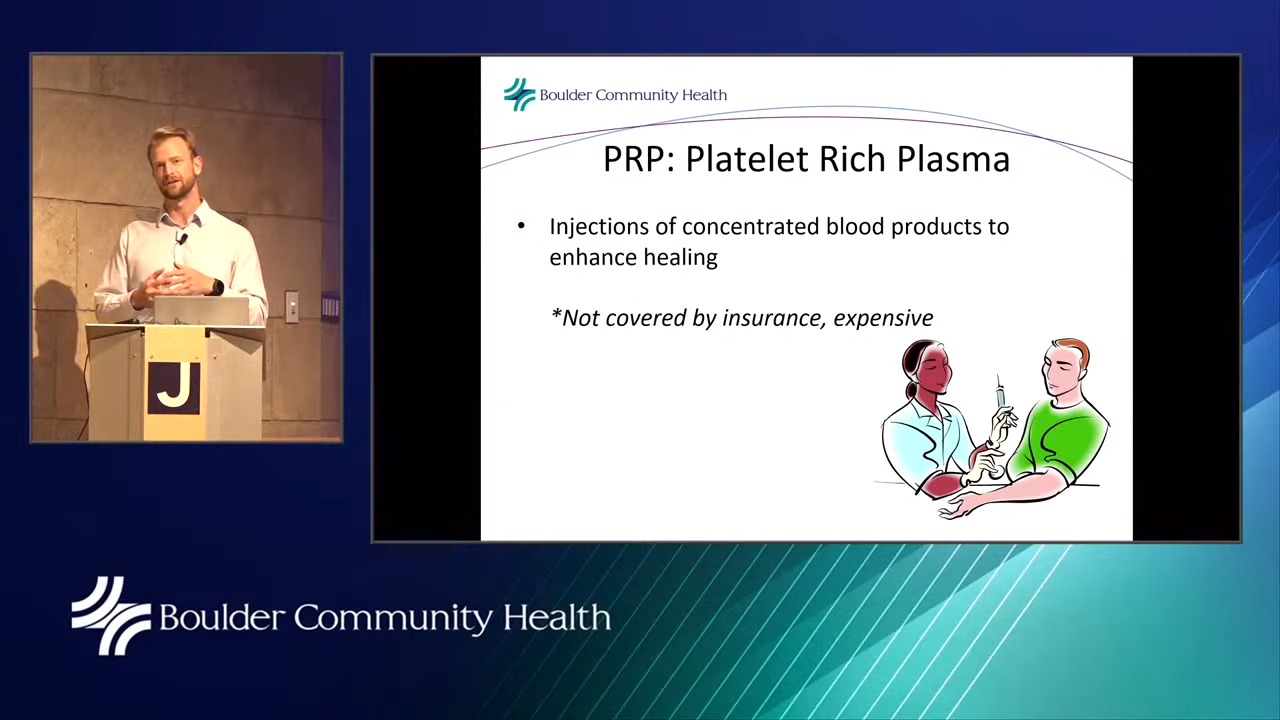 Boulder Community Health
PRP: Platelet Rich Plasma
• Injections of concentrated blood products to
enhance healing
*Not covered by insurance, expensive
J
Boulder Community Health